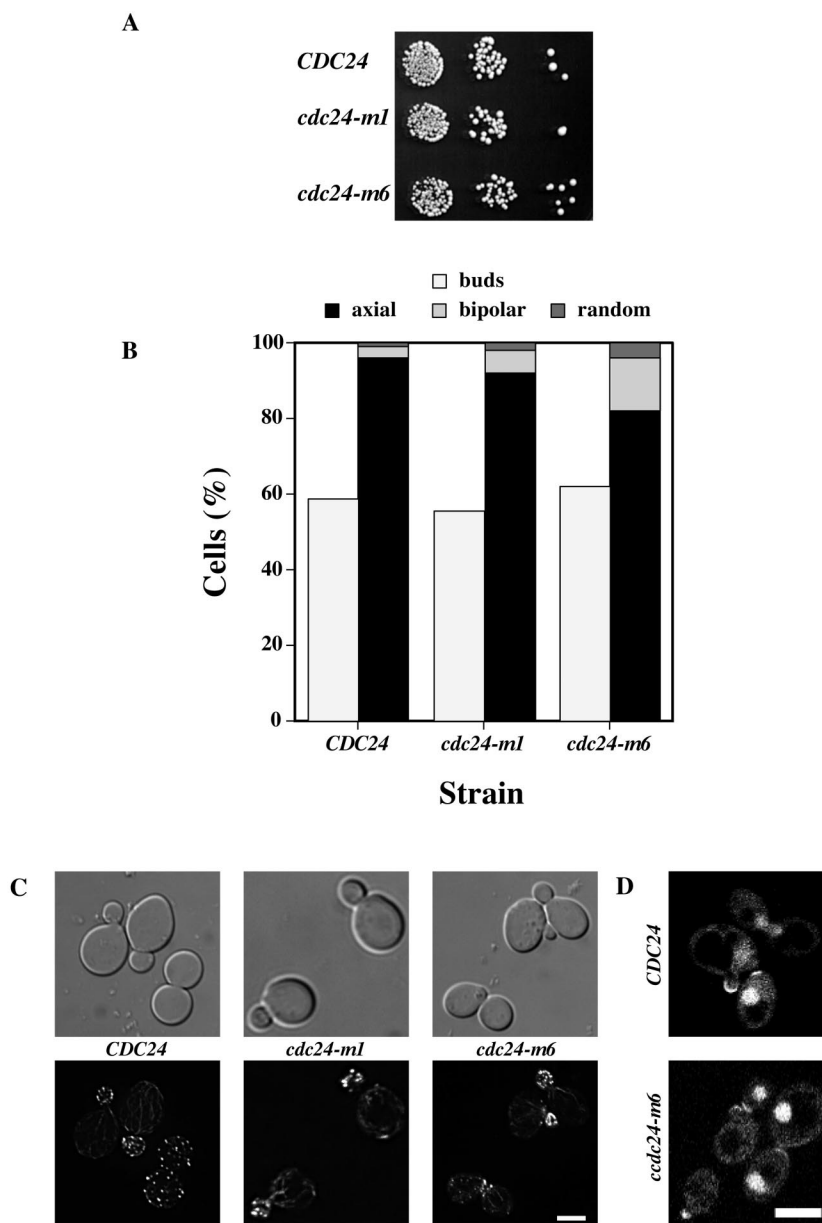 A
CDC24
cdc24-m1
cdc24-m6
buds
axial bipolar random
B
100
80
60
40
20
0
Cells (%)
CDC24 cdc24-m1 cdc24-m6
Strain
C
D
CDC24 cdc24-m1 cdc24-m6
CDC24
ccdc24-m6